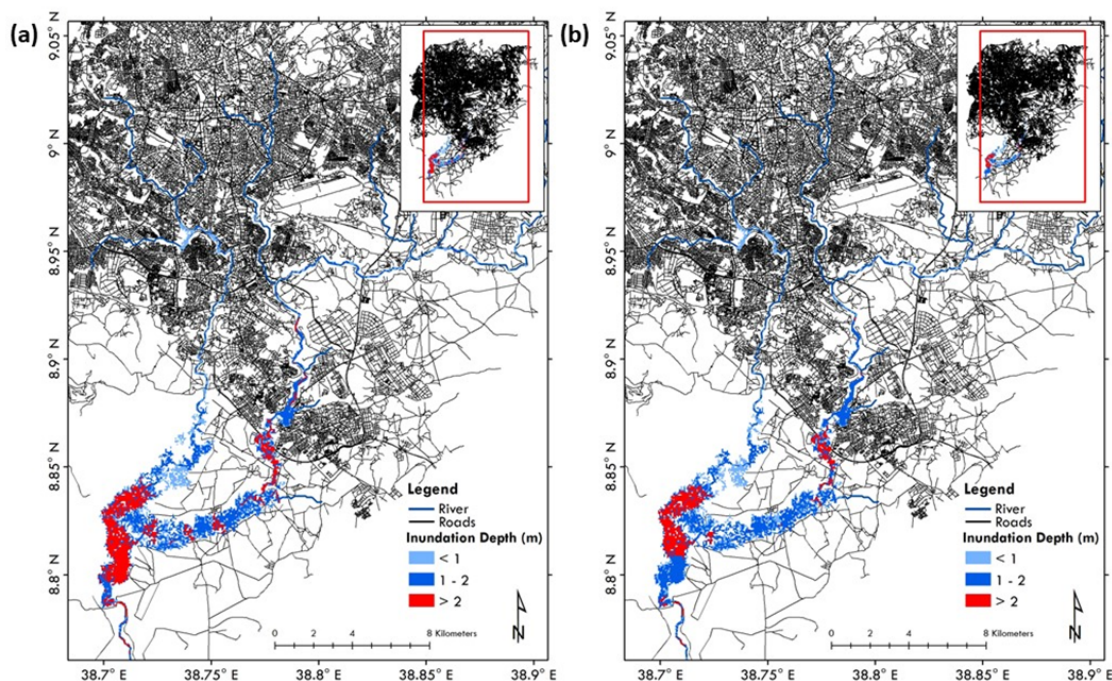 (a)
9.05° N
9° N
8.95° N
8.9° N
8.85° N
8.8° N
Legend
River
Roads
Inundation Depth (m)
< 1
1 - 2
> 2
N
0 2 4 8 Kilometers
38.7° E 38.75° E 38.8° E 38.85° E 38.9° E
(b)
9.05° N
9° N
8.95° N
8.9° N
8.85° N
8.8° N
Legend
River
Roads
Inundation Depth (m)
< 1
1 - 2
> 2
N
0 2 4 8 Kilometers
38.7° E 38.75° E 38.8° E 38.85° E 38.9° E